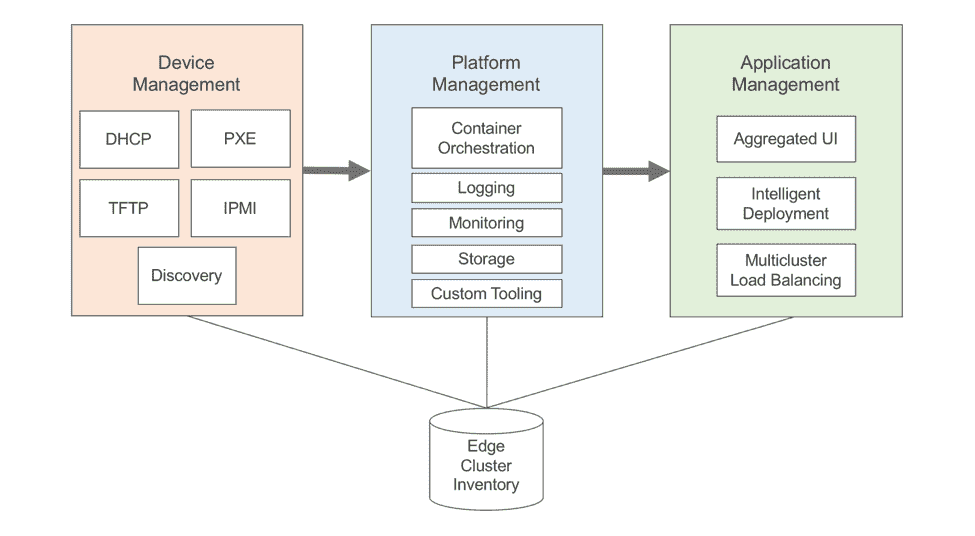 Device
Management
DHCP
PXE
TFTP
IPMI
Discovery
Platform
Management
Container
Orchestration
Logging
Monitoring
Storage
Custom Tooling
Application
Management
Aggregated UI
Intelligent
Deployment
Multicluster
Load Balancing
Edge
Cluster
Inventory